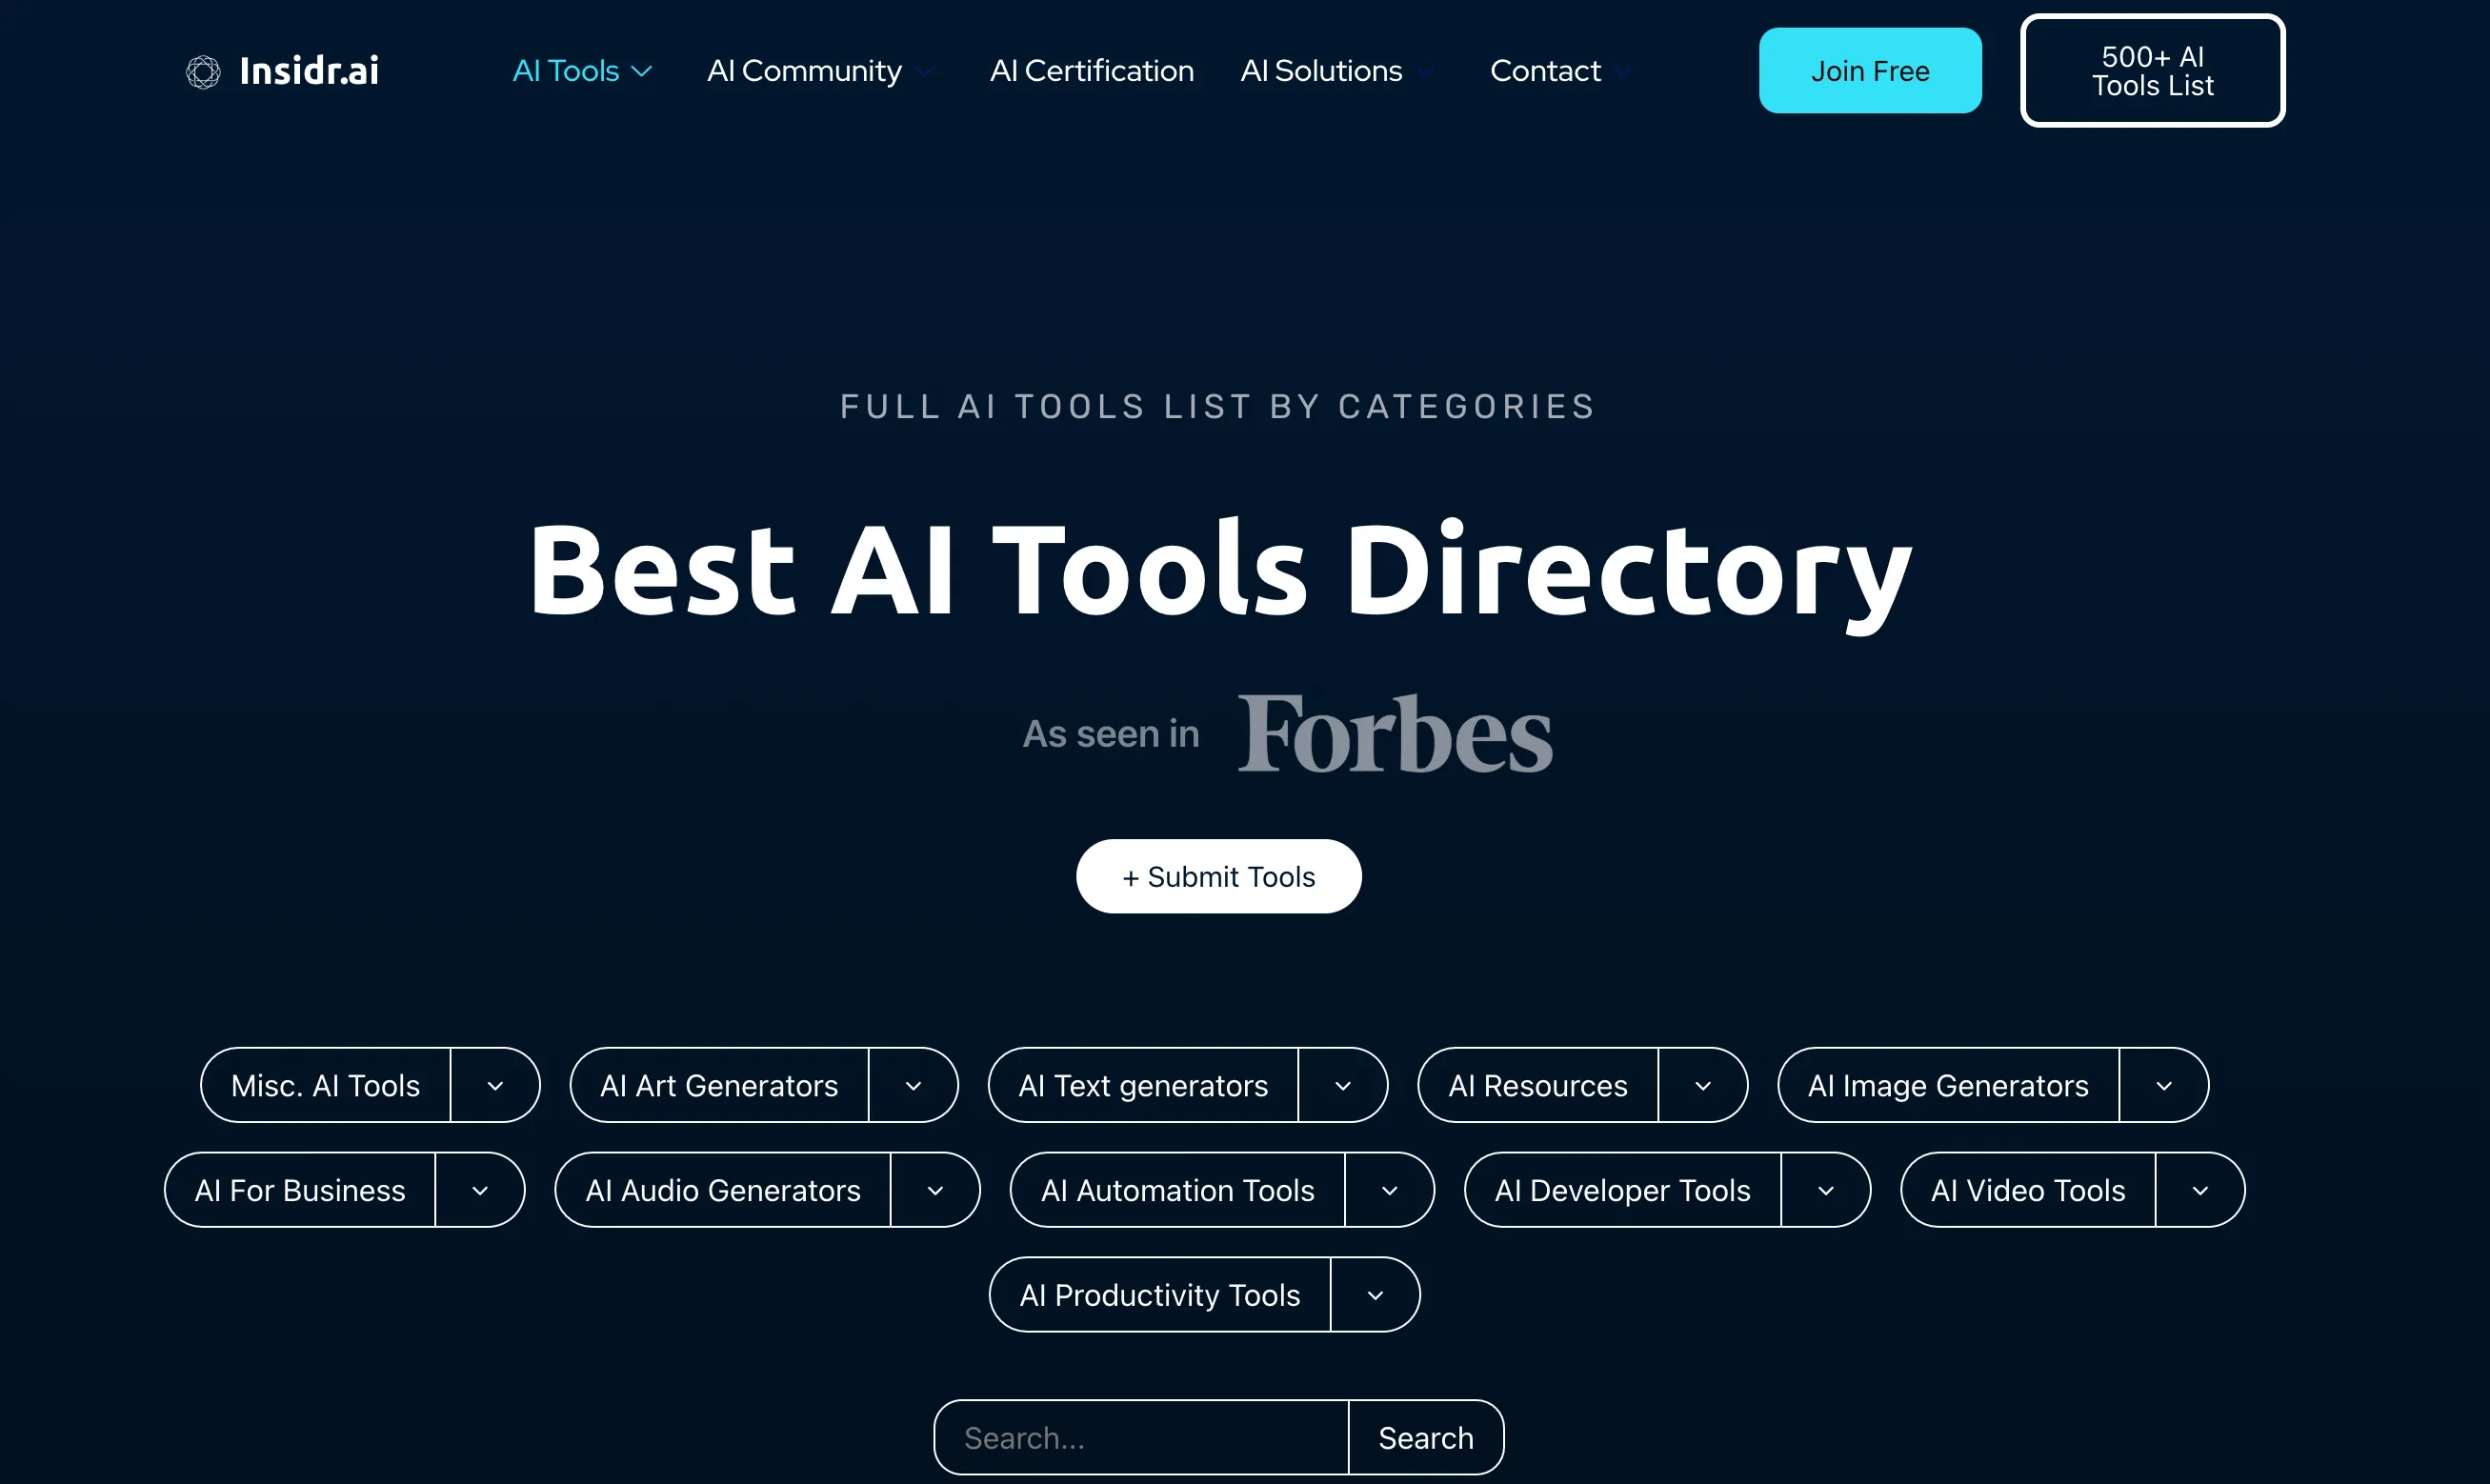 Insidr.ai AI Tools AI Community AI Certification AI Solutions Contact Join Free 500+ AI
Tools List
FULL AI TOOLS LIST BY CATEGORIES
Best AI Tools Directory
As seen in Forbes
+ Submit Tools
Misc. AI Tools AI Art Generators AI Text generators AI Resources AI Image Generators
AI For Business AI Audio Generators AI Automation Tools AI Developer Tools AI Video Tools
AI Productivity Tools
Search... Search